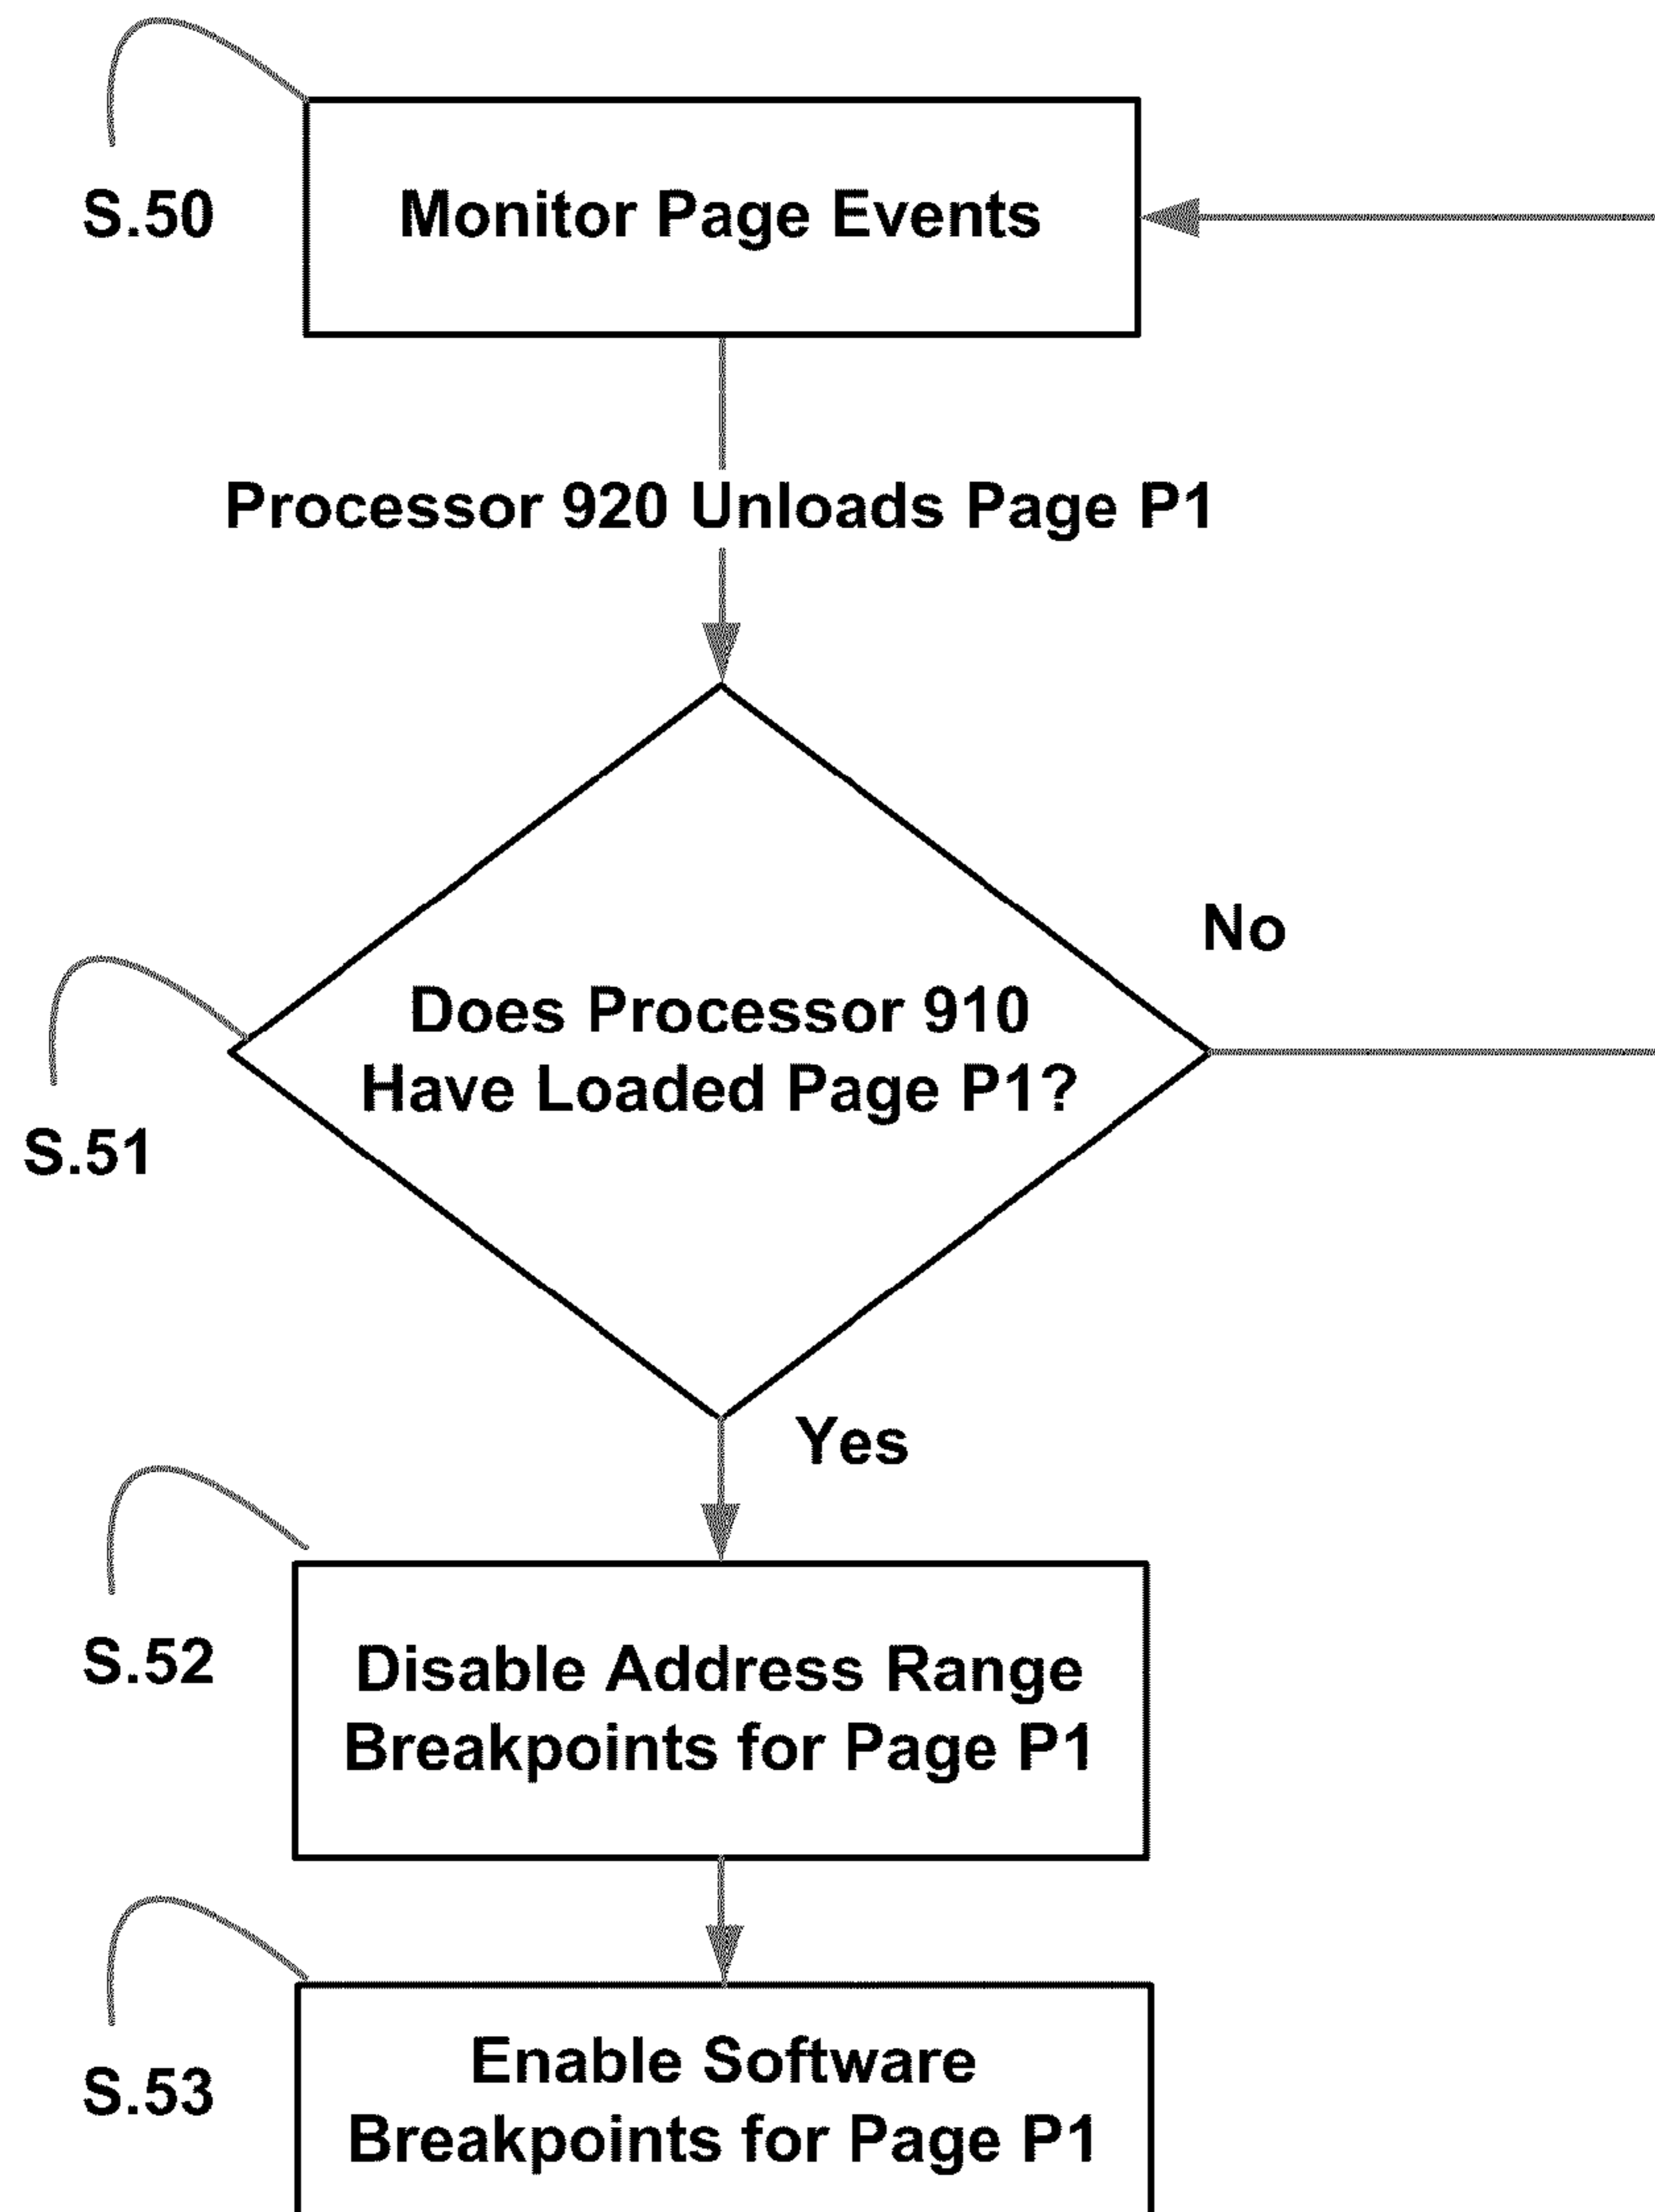 S.50
Monitor Page Events
Processor 920 Unloads Page P1
No
Does Processor 910
Have Loaded Page P1?
S.51
Yes
S.52
Disable Address Range
Breakpoints for Page P1
S.53
Enable Software
Breakpoints for Page P1